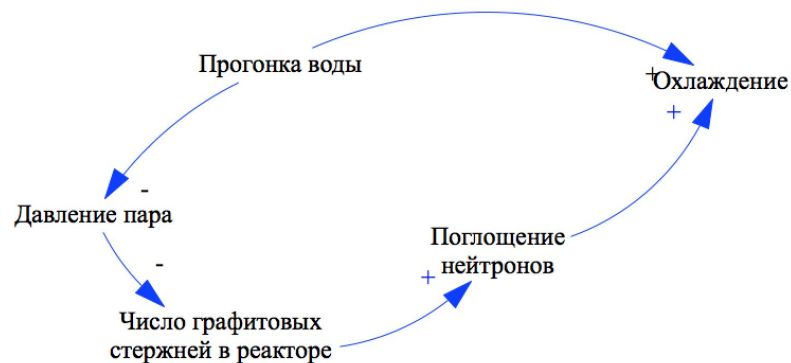 Прогонка воды
+
Охлаждение
+
-
Давление пара
-
Поглощение
нейтронов
+
Число графитовых
стержней в реакторе